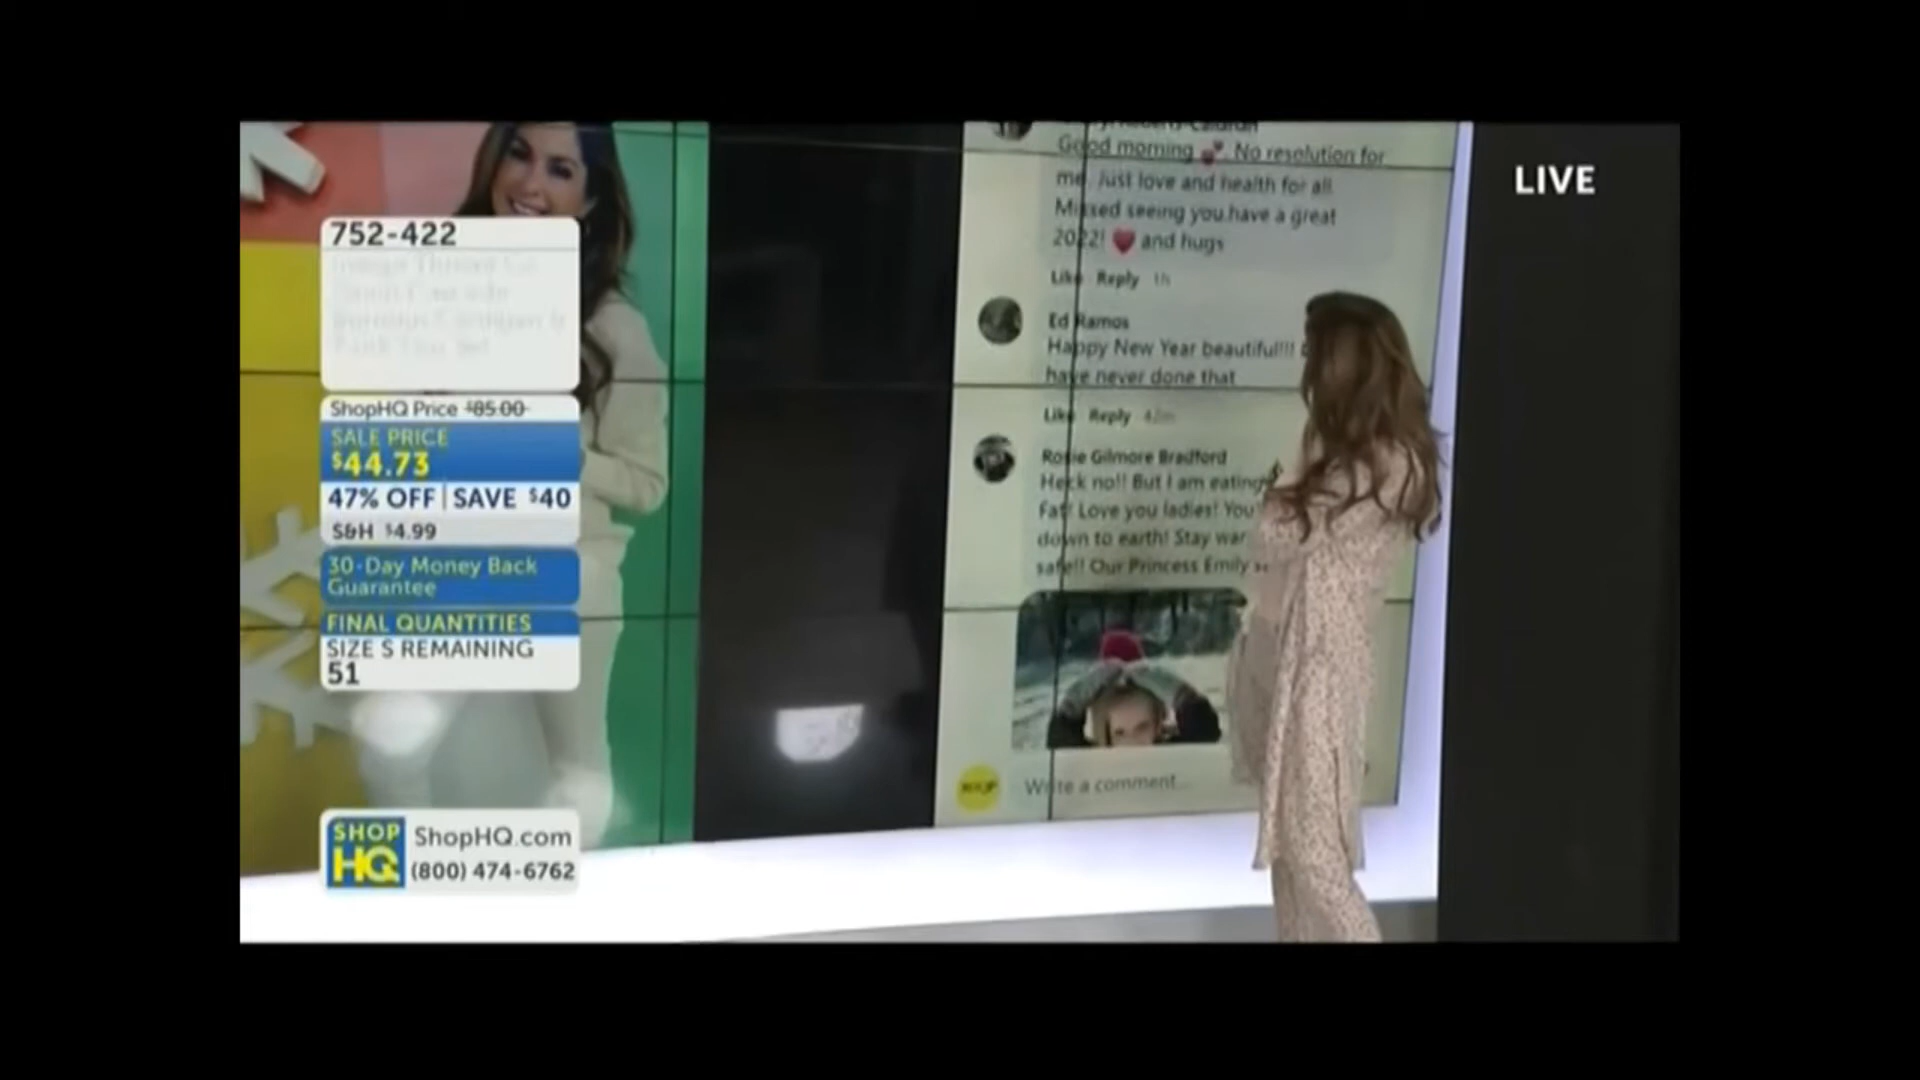 LIVE
752-422
ShopHQ Price $85.00
SALE PRICE
$44.73
47% OFF | SAVE $40
S&H $4.99
30-Day Money Back
Guarantee
FINAL QUANTITIES
SIZE S REMAINING
51
SHOP
HQ
ShopHQ.com
(800) 474-6762
Good morning 💕. No resolution for
me. Just love and health for all.
Missed seeing you.have a great
2022! ❤️ and hugs
Like Reply 1h
Ed Ramos
Happy New Year beautiful!!!
have never done that
Like Reply
Rosie Gilmore Bradford
Heck no!! But I am eating
Fat! Love you ladies! You
down to earth! Stay
safe!! Our Princess Emily
Write a comment...